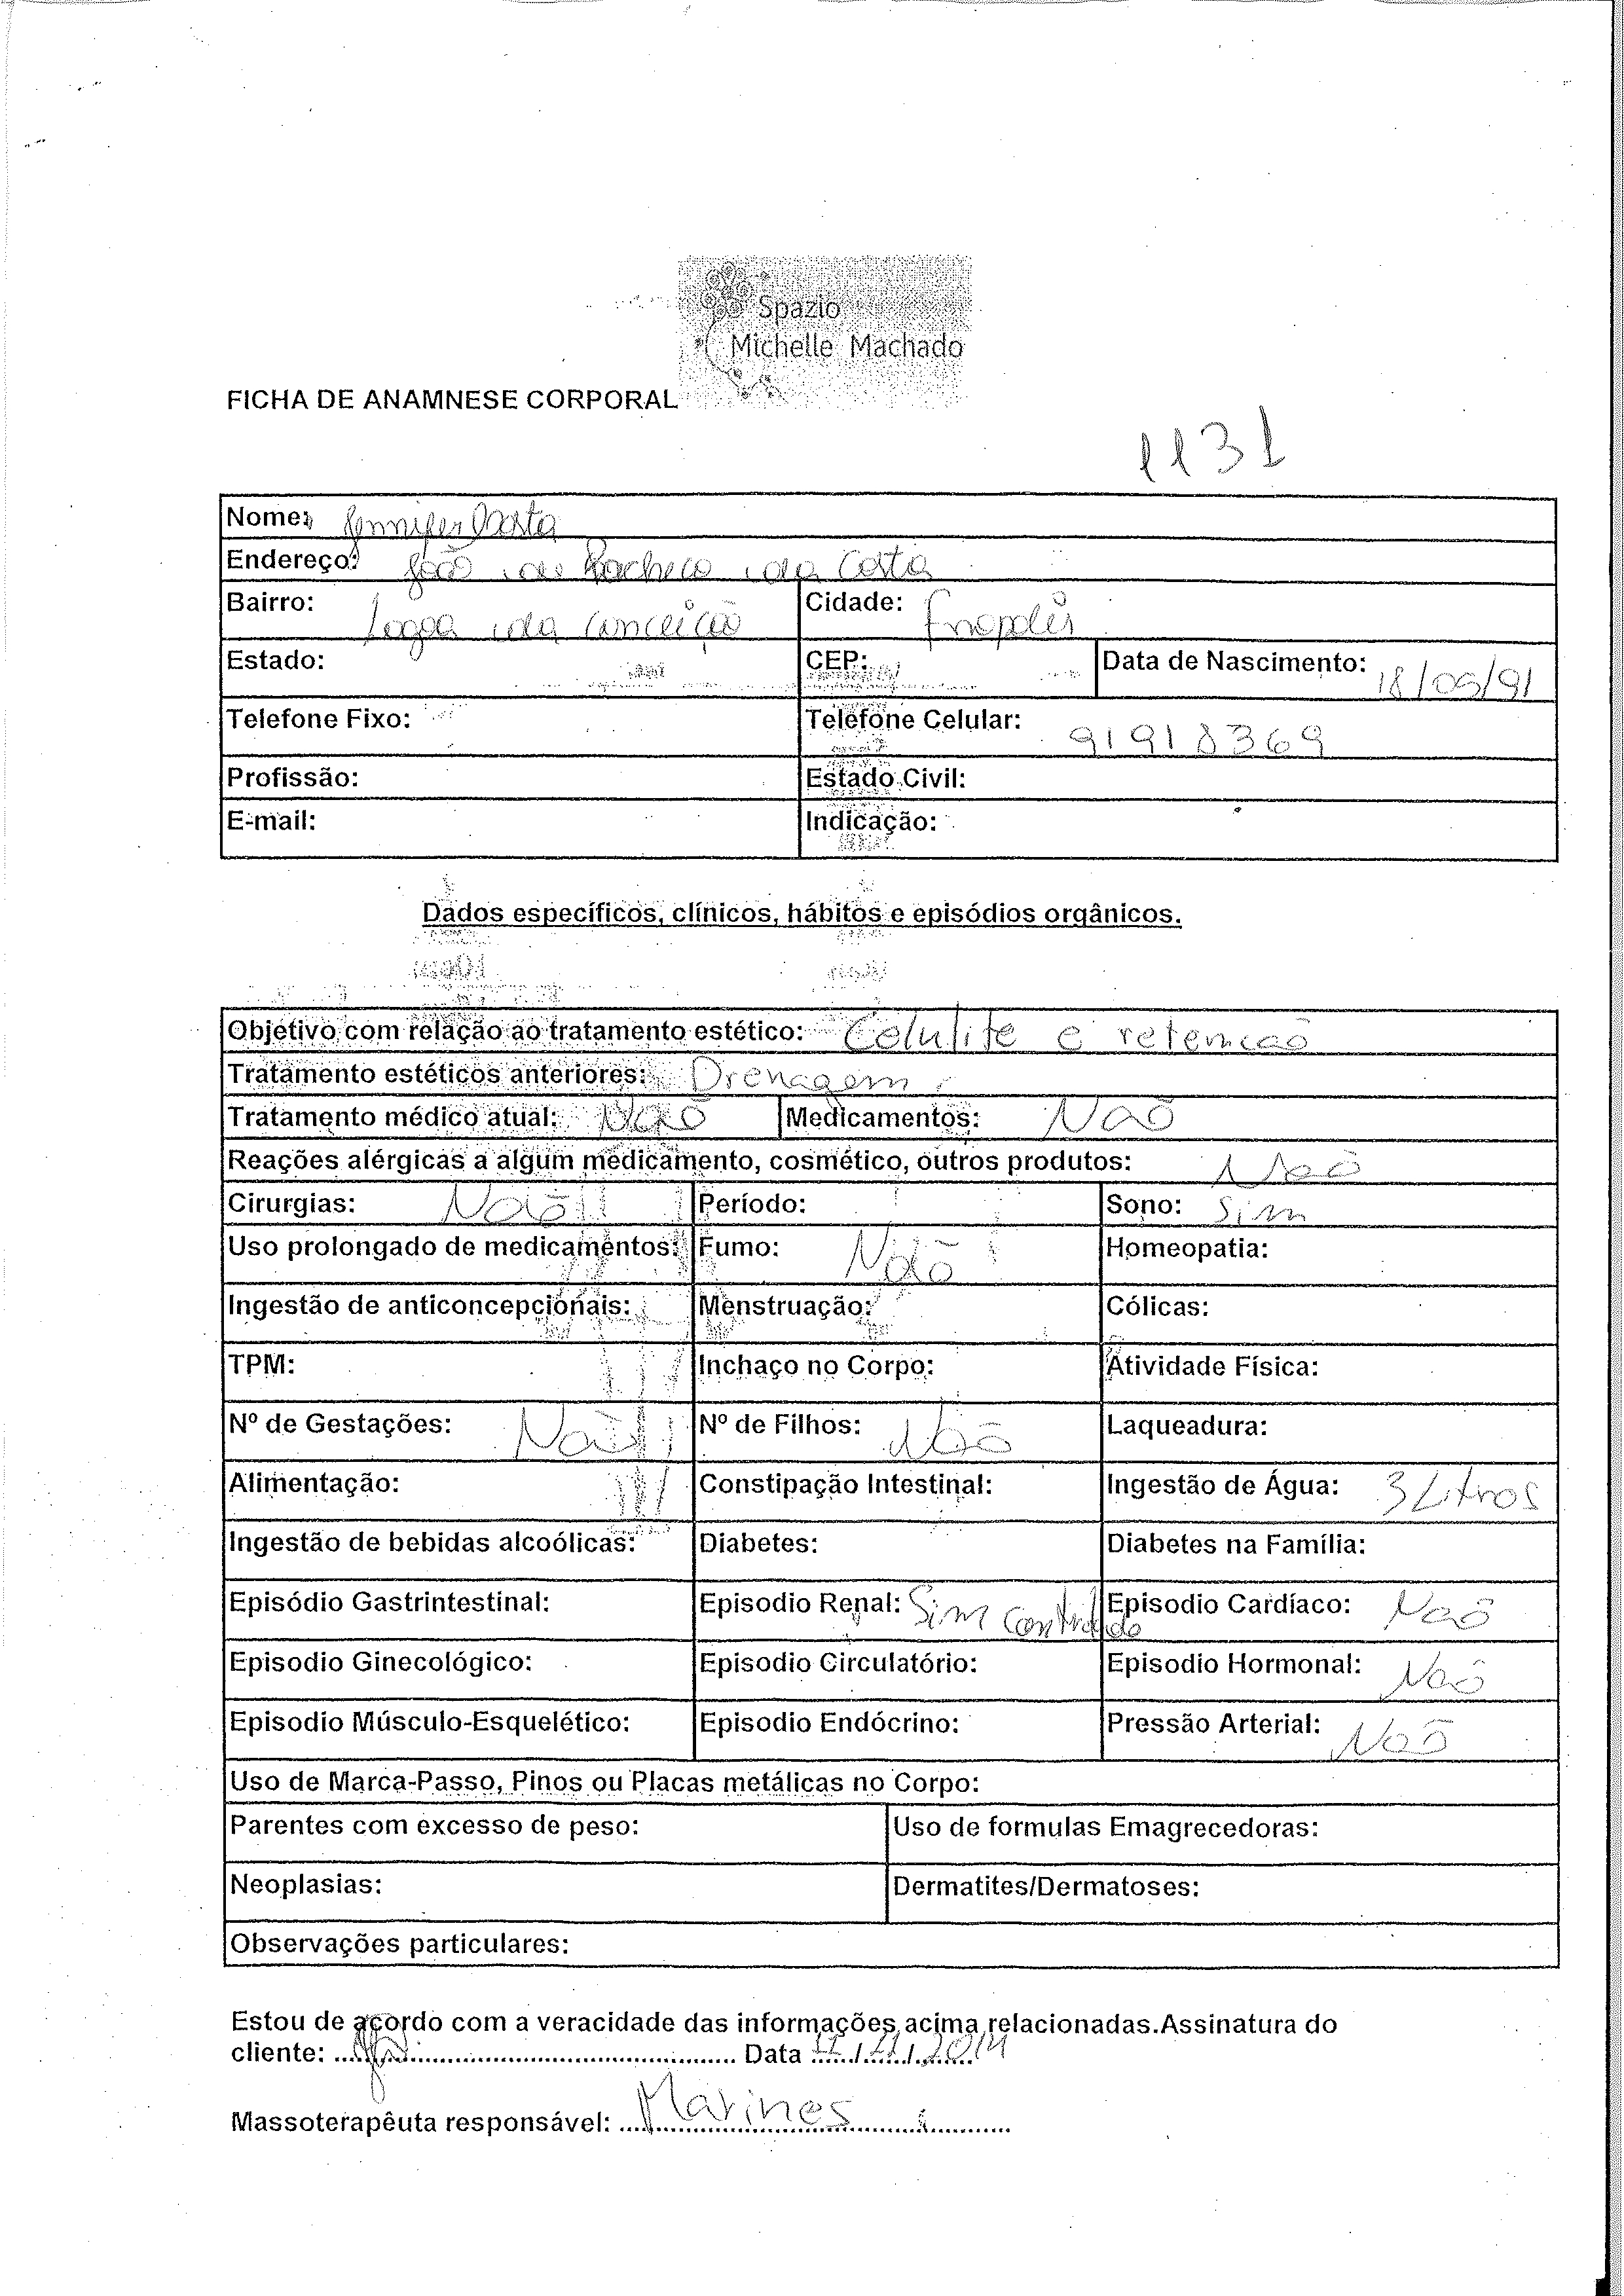 Spazio
Michelle Machado
FICHA DE ANAMNESE CORPORAL
1131
Nome: Jennifer Costa
Endereço: João Pacheco da Costa
Bairro: Lagoa da Conceição Cidade: Fnopolis
Estado: CEP: Data de Nascimento: 18/09/91
Telefone Fixo: Telefone Celular: 91918369
Profissão: Estado Civil:
E-mail: Indicação:
Dados específicos, clínicos, hábitos e episódios orgânicos.
Objetivo com relação ao tratamento estético: Celulite e retencão
Tratamento estéticos anteriores: Drenagem
Tratamento médico atual: Não Medicamentos: Não
Reações alérgicas a algum medicamento, cosmético, outros produtos: Não
Cirurgias: Não Período: Sono: Sim
Uso prolongado de medicamentos: Fumo: Não Homeopatia:
Ingestão de anticoncepcionais: Menstruação: Cólicas:
TPM: Inchaço no Corpo: Atividade Física:
Nº de Gestações: Não Nº de Filhos: Não Laqueadura:
Alimentação: Constipação Intestinal: Ingestão de Água: 3 Litros
Ingestão de bebidas alcoólicas: Diabetes: Diabetes na Família:
Episódio Gastrintestinal: Episodio Renal: Sim Episodio Cardíaco: Não
Episodio Ginecológico: Episodio Circulatório: Episodio Hormonal: Não
Episodio Músculo-Esquelético: Episodio Endócrino: Pressão Arterial: Não
Uso de Marca-Passo, Pinos ou Placas metálicas no Corpo:
Parentes com excesso de peso: Uso de formulas Emagrecedoras:
Neoplasias: Dermatites/Dermatoses:
Observações particulares:
Estou de acordo com a veracidade das informações acima relacionadas.Assinatura do
cliente: Data 11/11/2014
Massoterapêuta responsável: Marines